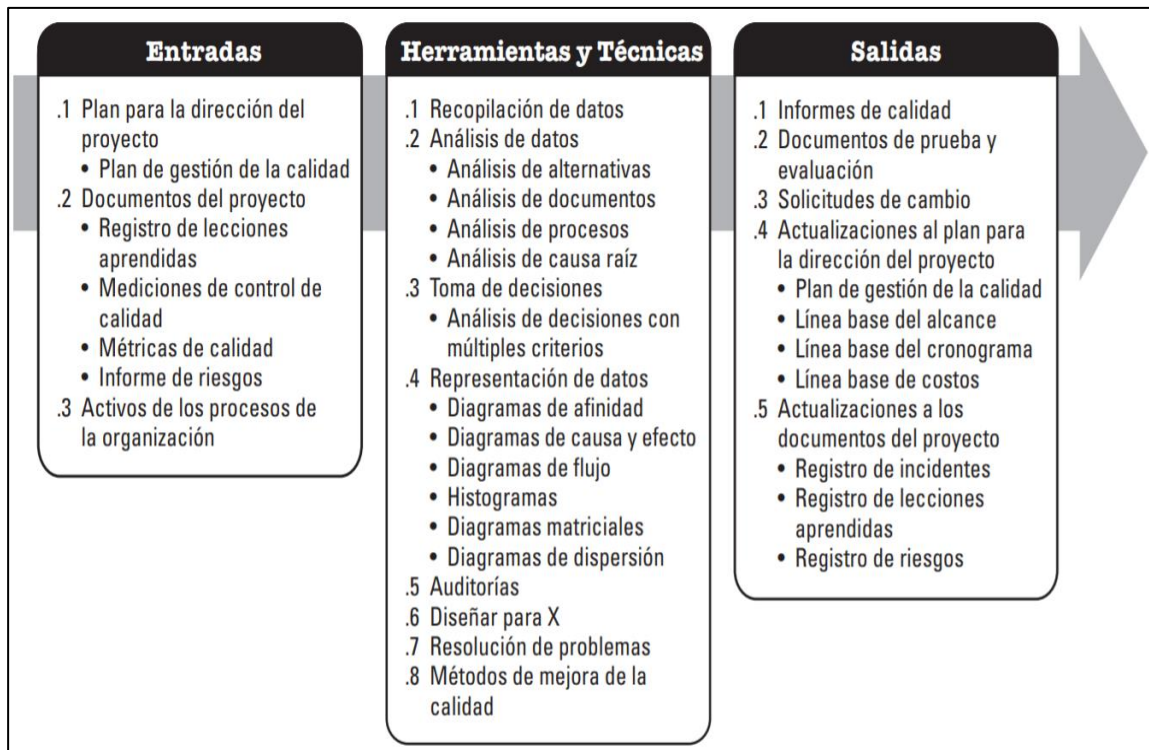 Entradas
.1 Plan para la dirección del
proyecto
• Plan de gestión de la calidad
.2 Documentos del proyecto
• Registro de lecciones
aprendidas
• Mediciones de control de
calidad
• Métricas de calidad
• Informe de riesgos
.3 Activos de los procesos de
la organización
Herramientas y Técnicas
.1 Recopilación de datos
.2 Análisis de datos
• Análisis de alternativas
• Análisis de documentos
• Análisis de procesos
• Análisis de causa raíz
.3 Toma de decisiones
• Análisis de decisiones con
múltiples criterios
.4 Representación de datos
• Diagramas de afinidad
• Diagramas de causa y efecto
• Diagramas de flujo
• Histogramas
• Diagramas matriciales
• Diagramas de dispersión
.5 Auditorías
.6 Diseñar para X
.7 Resolución de problemas
.8 Métodos de mejora de la
calidad
Salidas
.1 Informes de calidad
.2 Documentos de prueba y
evaluación
.3 Solicitudes de cambio
.4 Actualizaciones al plan para
la dirección del proyecto
• Plan de gestión de la calidad
• Línea base del alcance
• Línea base del cronograma
• Línea base de costos
.5 Actualizaciones a los
documentos del proyecto
• Registro de incidentes
• Registro de lecciones
aprendidas
• Registro de riesgos